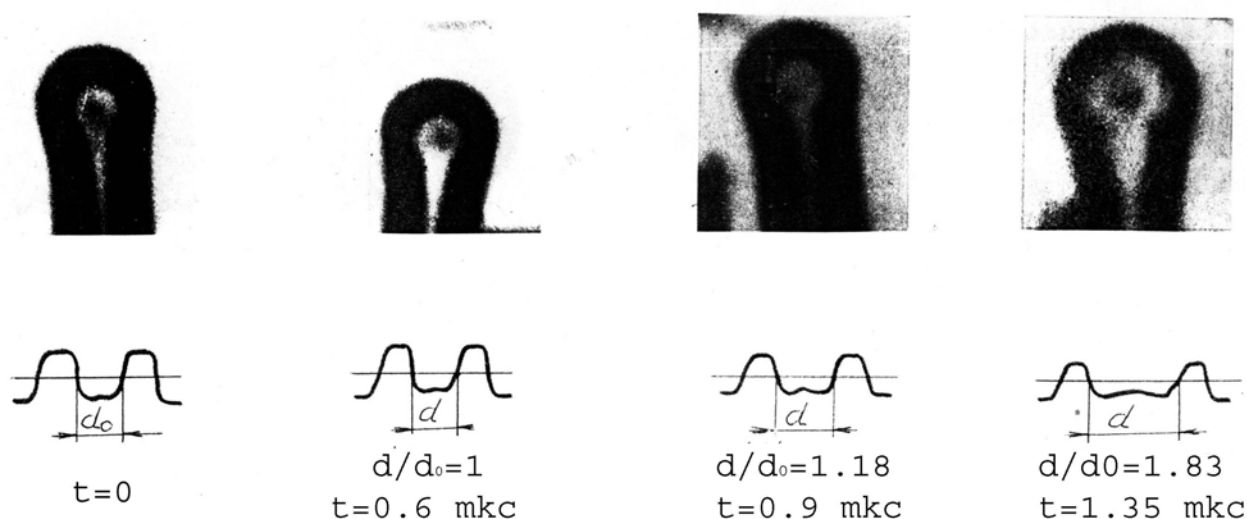 d₀
d
d
d
t=0
d/d₀=1
t=0.6 mkc
d/d₀=1.18
t=0.9 mkc
d/d0=1.83
t=1.35 mkc